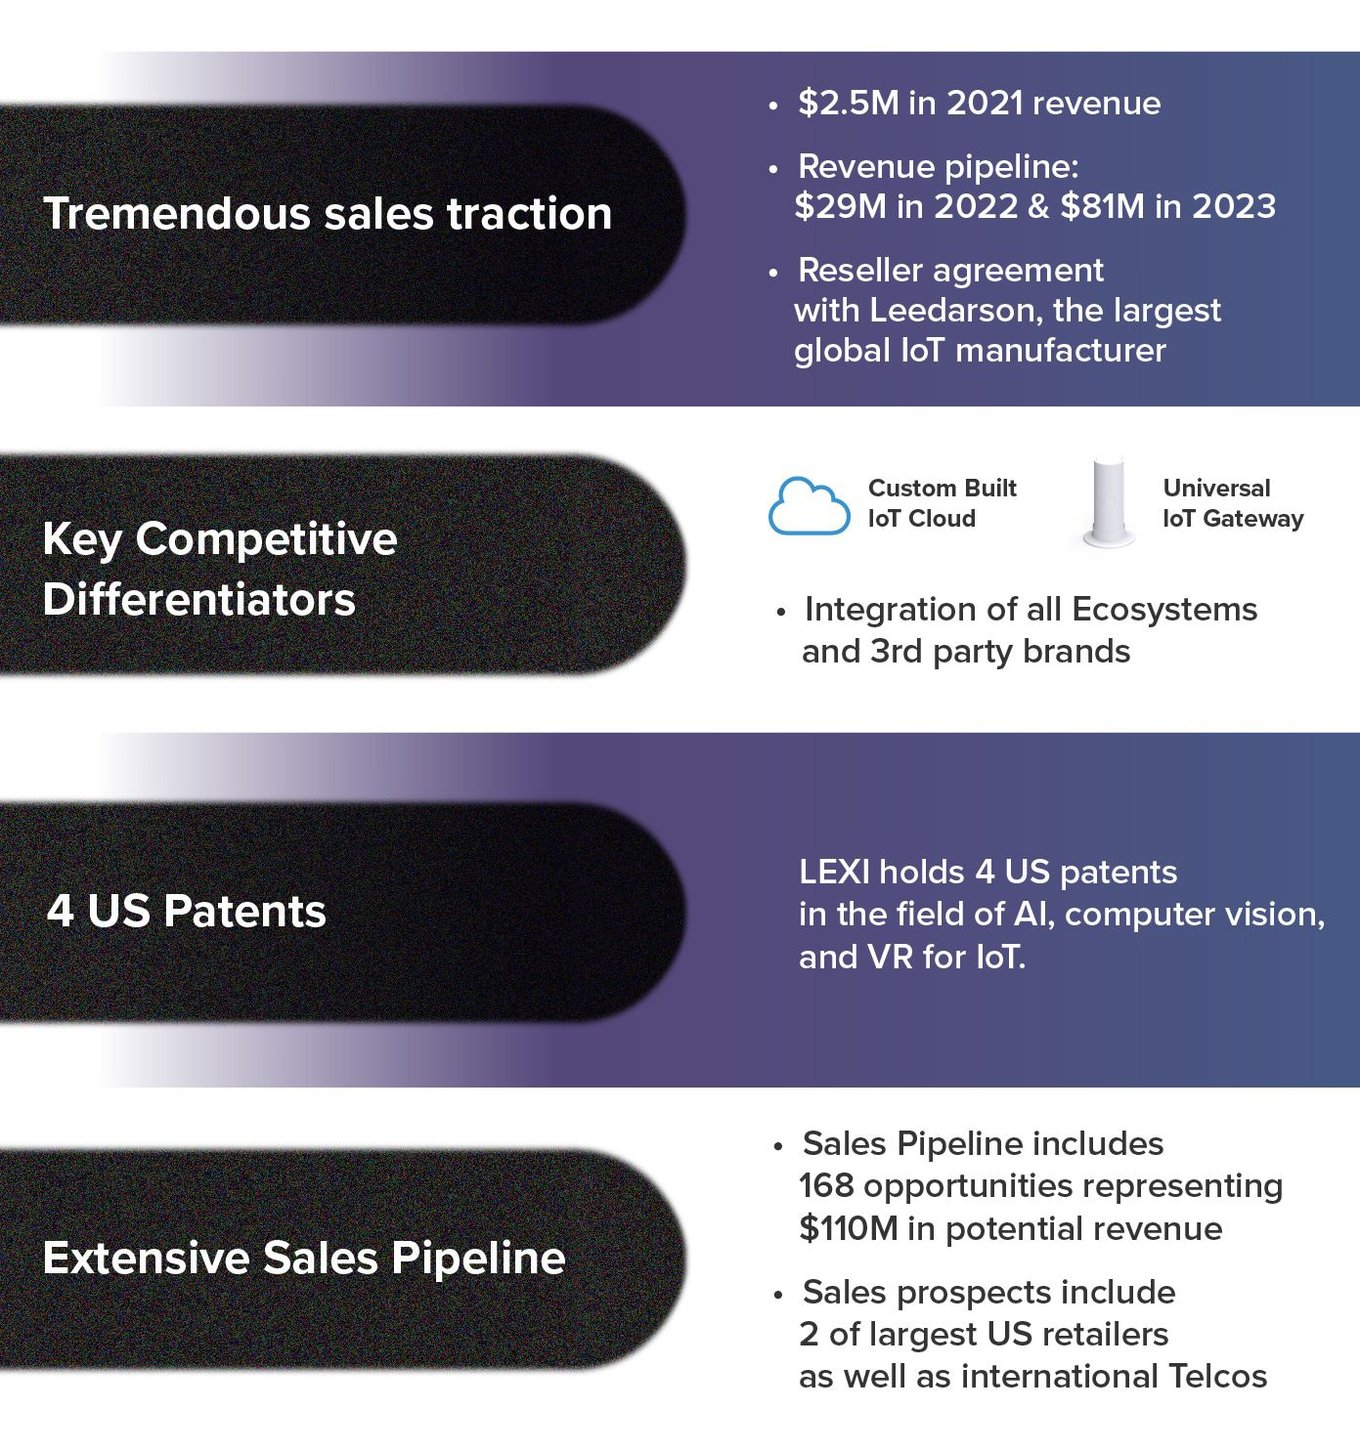 Tremendous sales traction
• $2.5M in 2021 revenue
• Revenue pipeline:
$29M in 2022 & $81M in 2023
• Reseller agreement
with Leedarson, the largest
global IoT manufacturer
Key Competitive
Differentiators
Custom Built
IoT Cloud
Universal
IoT Gateway
• Integration of all Ecosystems
and 3rd party brands
4 US Patents
LEXI holds 4 US patents
in the field of AI, computer vision,
and VR for IoT.
Extensive Sales Pipeline
• Sales Pipeline includes
168 opportunities representing
$110M in potential revenue
• Sales prospects include
2 of largest US retailers
as well as international Telcos